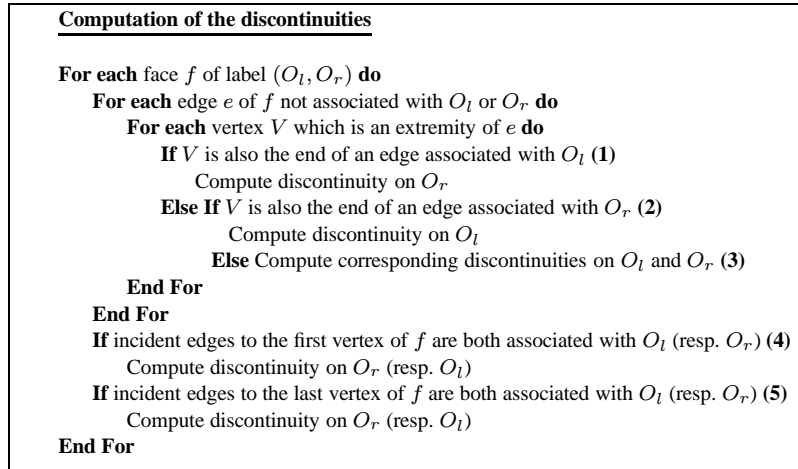 Computation of the discontinuities
For each face f of label (O_l, O_r) do
For each edge e of f not associated with O_l or O_r do
For each vertex V which is an extremity of e do
If V is also the end of an edge associated with O_l (1)
Compute discontinuity on O_r
Else If V is also the end of an edge associated with O_r (2)
Compute discontinuity on O_l
Else Compute corresponding discontinuities on O_l and O_r (3)
End For
End For
If incident edges to the first vertex of f are both associated with O_l (resp. O_r) (4)
Compute discontinuity on O_r (resp. O_l)
If incident edges to the last vertex of f are both associated with O_l (resp. O_r) (5)
Compute discontinuity on O_r (resp. O_l)
End For